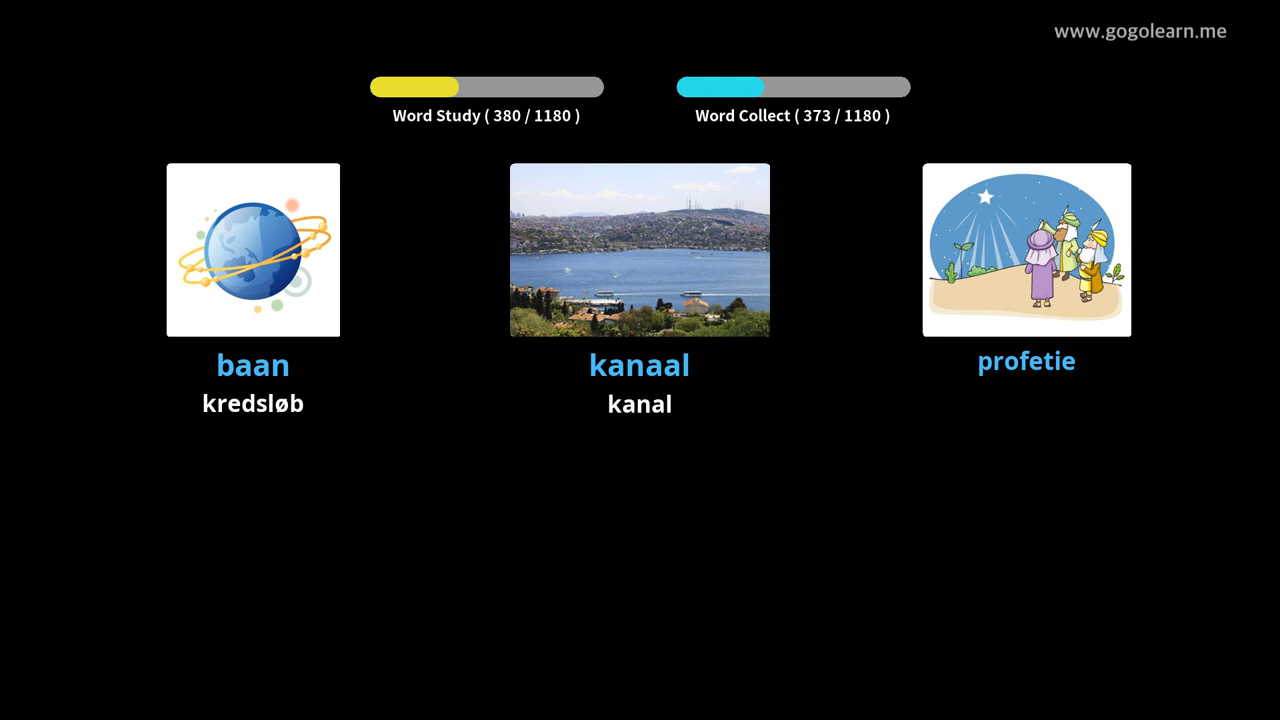 www.gogolearn.me
Word Study ( 380 / 1180 )
Word Collect ( 373 / 1180 )
baan
kanaal
profetie
kredsløb
kanal